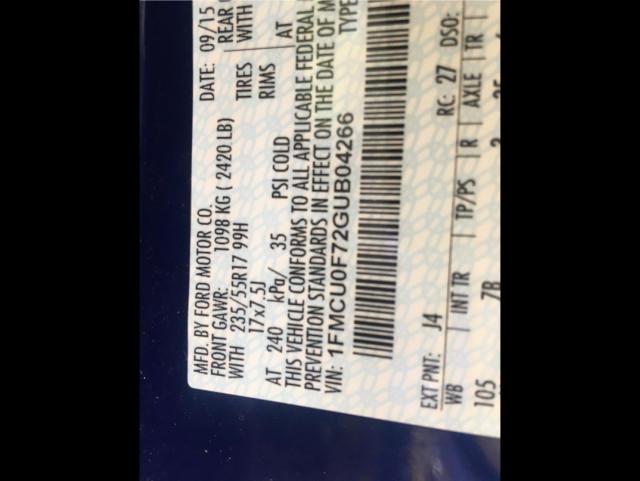 MFD. BY FORD MOTOR CO. DATE: 09/15
FRONT GAWR: 1098 KG ( 2420 LB) REAR
WITH 235/55R17 99H TIRES WITH
17x7.5J RIMS
AT 240 kPa/ 35 PSI COLD AT
THIS VEHICLE CONFORMS TO ALL APPLICABLE FEDERAL
PREVENTION STANDARDS IN EFFECT ON THE DATE OF
VIN: 1FMCU0F72GUB04266 TYPE
EXT PNT: J4 RC: 27 DSO:
WB | INT TR | TP/PS | R | AXLE | TR |
105 7B